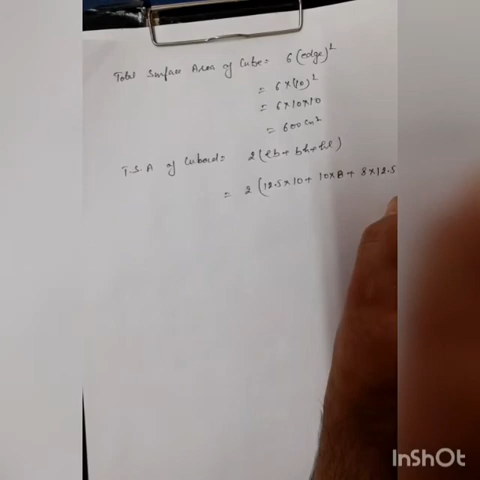 Total Surface Area of Cube = 6 (edge)²
= 6×(10)²
= 6×10×10
= 600 cm²
T.S.A of Cuboid = 2 (lb + bh + hl)
= 2 (12.5×10 + 10×8 + 8×12.5
InShOt